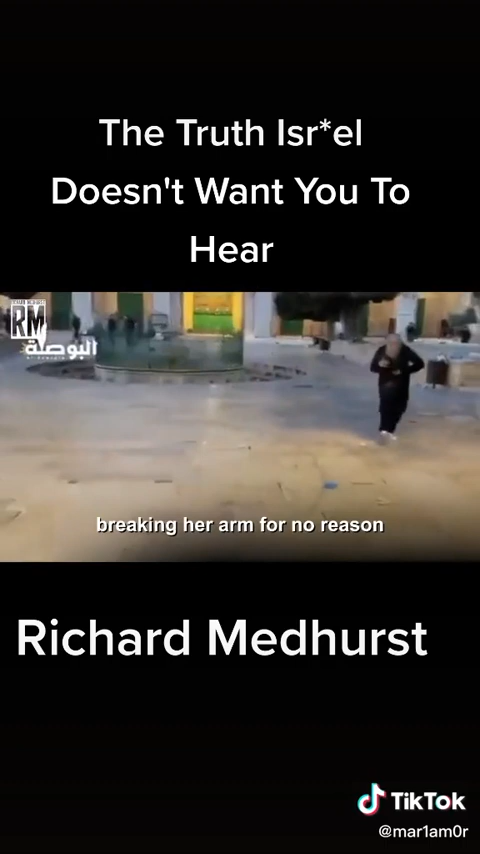 The Truth Isr*el
Doesn't Want You To
Hear
RM
البوصلة
breaking her arm for no reason
Richard Medhurst
TikTok
@mar1am0r